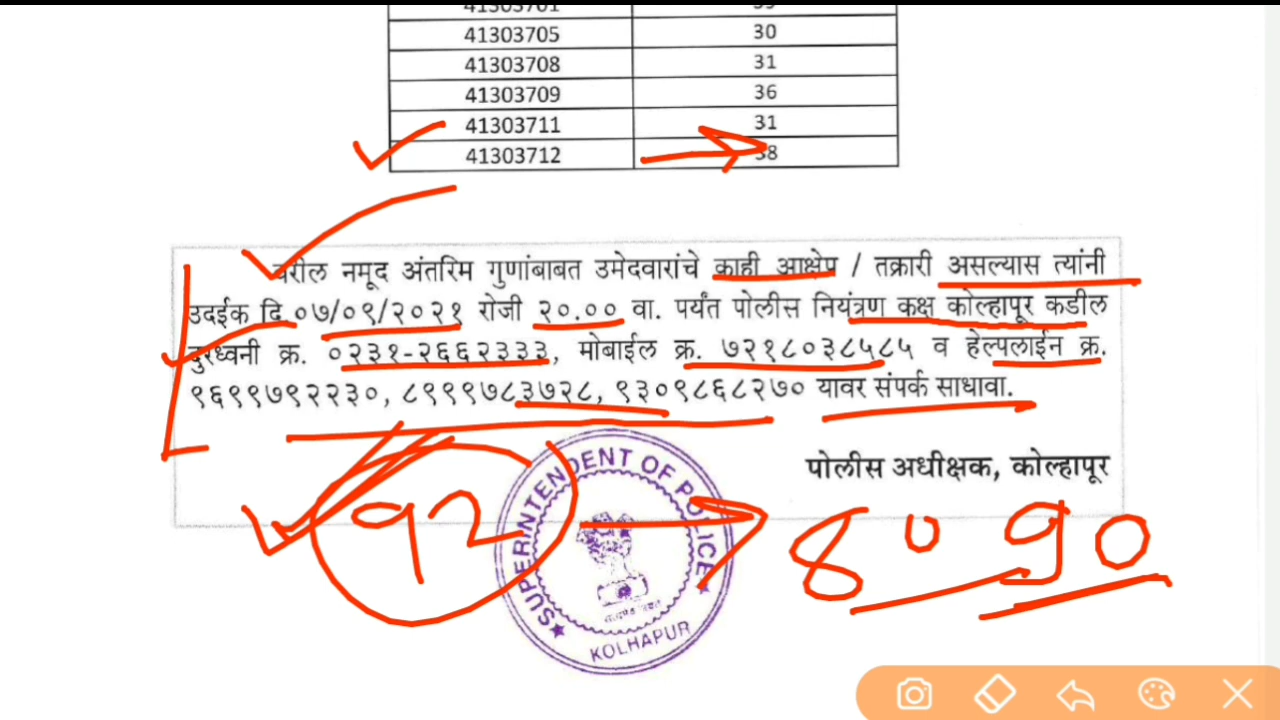 41303701 39
41303705 30
41303708 31
41303709 36
41303711 31
41303712 38
वरील नमूद अंतरिम गुणांबाबत उमेदवारांचे काही आक्षेप / तक्रारी असल्यास त्यांनी
उदईक दि.०७/०९/२०२१ रोजी २०.०० वा. पर्यंत पोलीस नियंत्रण कक्ष कोल्हापूर कडील
दुरध्वनी क्र. ०२३१-२६६२३३३, मोबाईल क्र. ७२१८०३८५८५ व हेल्पलाईन क्र.
९६९९७९२२३०, ८९९९७८३७२८, ९३०९८६८२७० यावर संपर्क साधावा.
पोलीस अधीक्षक, कोल्हापूर
SUPERINTENDENT OF POLICE
KOLHAPUR
92
80 90